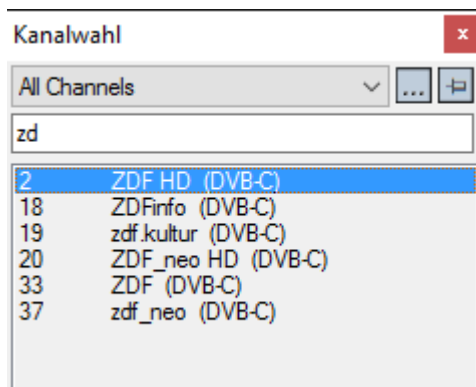 Kanalwahl x
All Channels ...
zd
2 ZDF HD (DVB-C)
18 ZDFinfo (DVB-C)
19 zdf.kultur (DVB-C)
20 ZDF_neo HD (DVB-C)
33 ZDF (DVB-C)
37 zdf_neo (DVB-C)